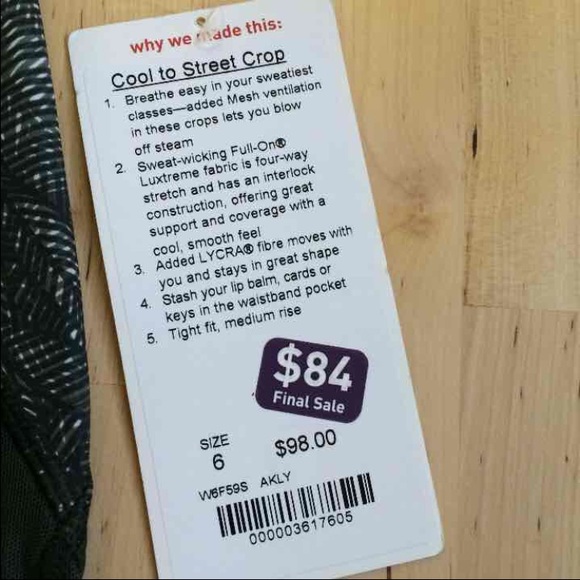 why we made this:
Cool to Street Crop
1. Breathe easy in your sweatiest
classes—added Mesh ventilation
in these crops lets you blow
off steam
2. Sweat-wicking Full-On®
Luxtreme fabric is four-way
stretch and has an interlock
construction, offering great
support and coverage with a
cool, smooth feel
3. Added LYCRA® fibre moves with
you and stays in great shape
4. Stash your lip balm, cards or
keys in the waistband pocket
5. Tight fit, medium rise
$84
Final Sale
SIZE
6
$98.00
W6F59S AKLY
000003617605